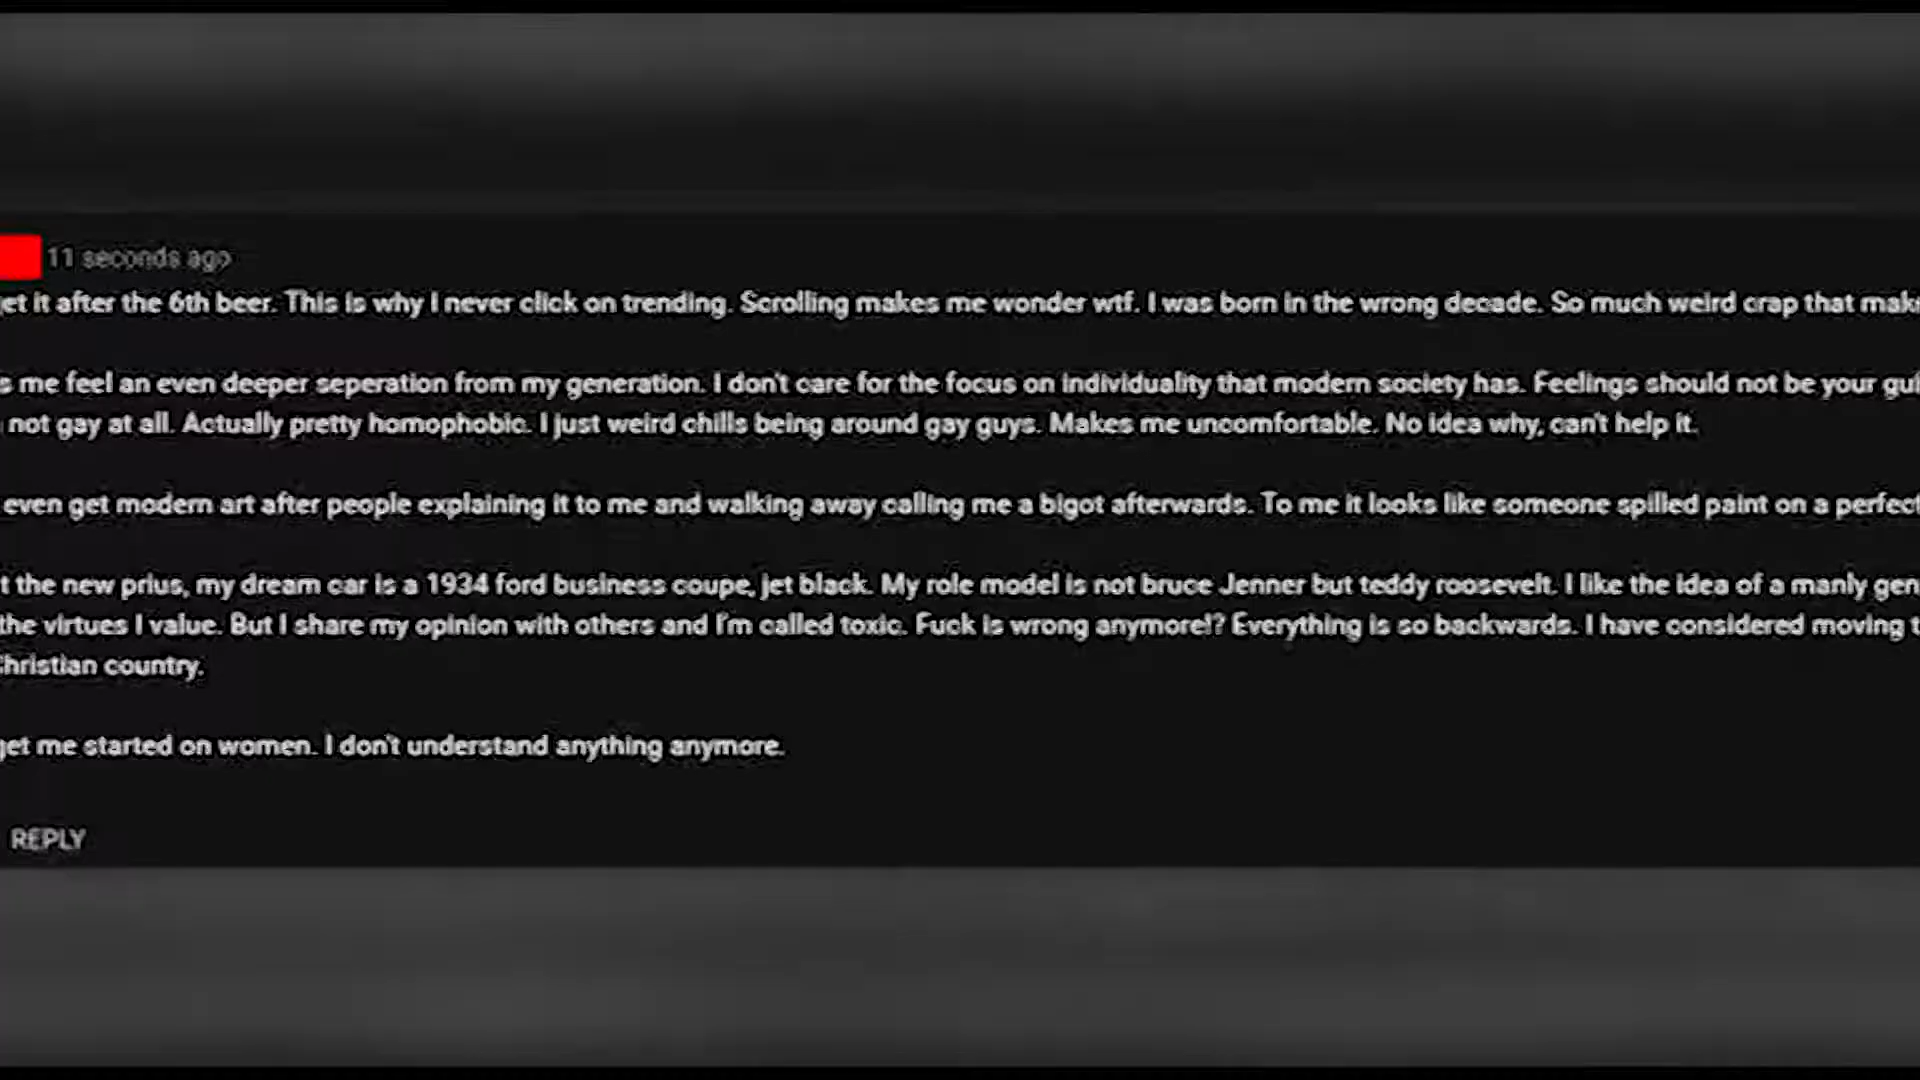 11 seconds ago
et it after the 6th beer. This is why I never click on trending. Scrolling makes me wonder wtf. I was born in the wrong decade. So much weird crap that mak
s me feel an even deeper seperation from my generation. I don't care for the focus on individuality that modern society has. Feelings should not be your gui
not gay at all. Actually pretty homophobic. I just weird chills being around gay guys. Makes me uncomfortable. No idea why, can't help it.
even get modern art after people explaining it to me and walking away calling me a bigot afterwards. To me it looks like someone spilled paint on a perfect
t the new prius, my dream car is a 1934 ford business coupe, jet black. My role model is not bruce Jenner but teddy roosevelt. I like the idea of a manly gen
the virtues I value. But I share my opinion with others and I'm called toxic. Fuck is wrong anymore!? Everything is so backwards. I have considered moving t
hristian country.
get me started on women. I don't understand anything anymore.
REPLY